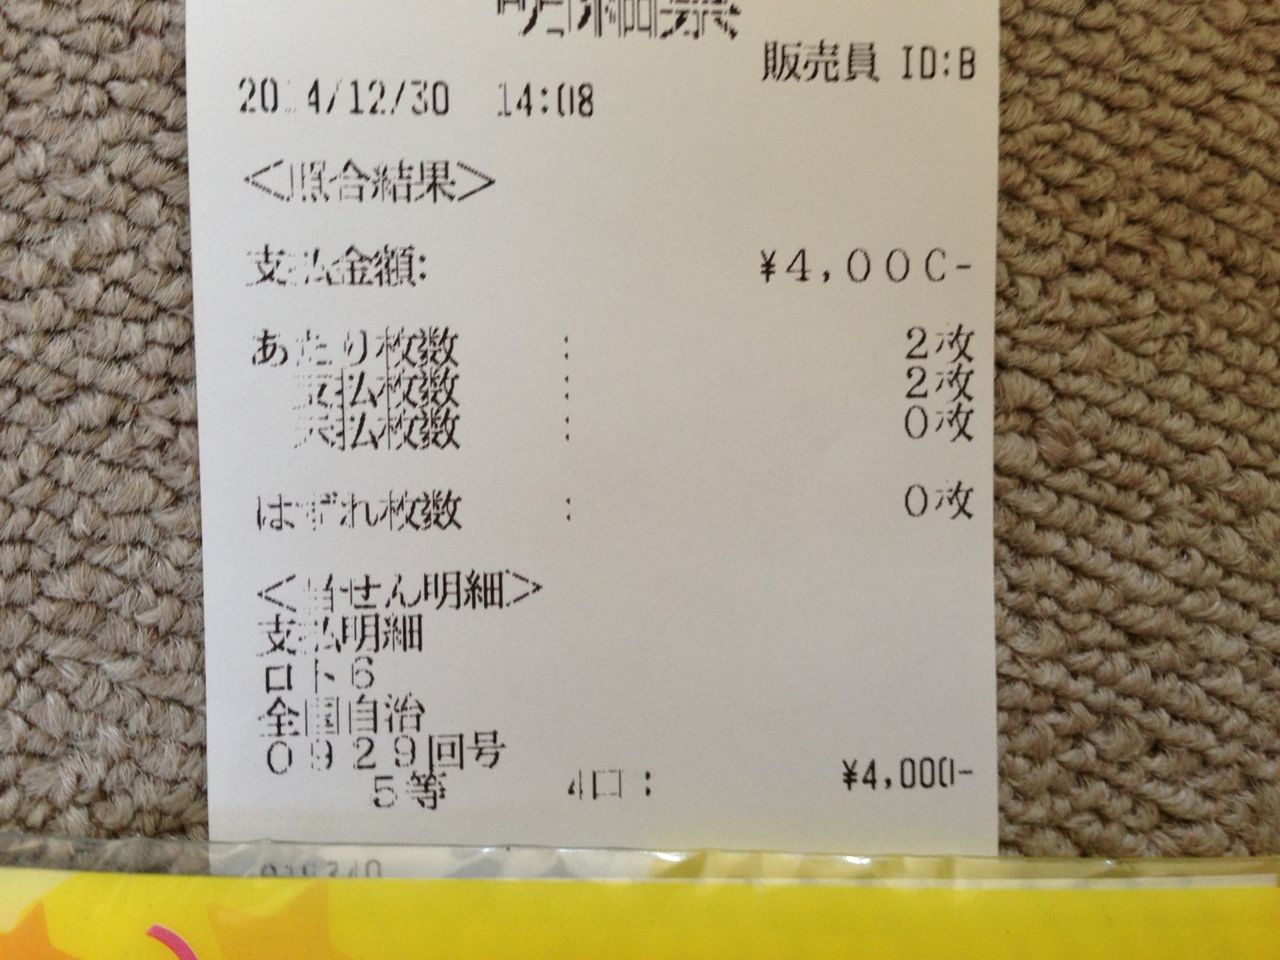 明細票
販売員 ID:B
2014/12/30 14:08
＜照合結果＞
支払金額: ¥4,000-
あたり枚数 : 2枚
支払枚数 : 2枚
未払枚数 : 0枚
はずれ枚数 : 0枚
＜当せん明細＞
支払明細
ロト6
全国自治
0929回号
5等 4口: ¥4,000-